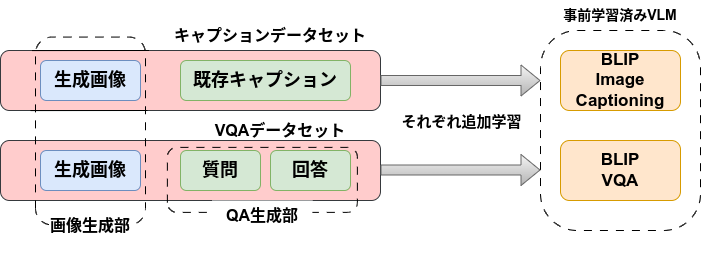 事前学習済みVLM
キャプションデータセット
生成画像
既存キャプション
BLIP
Image
Captioning
それぞれ追加学習
VQAデータセット
生成画像
質問
回答
BLIP
VQA
画像生成部
QA生成部